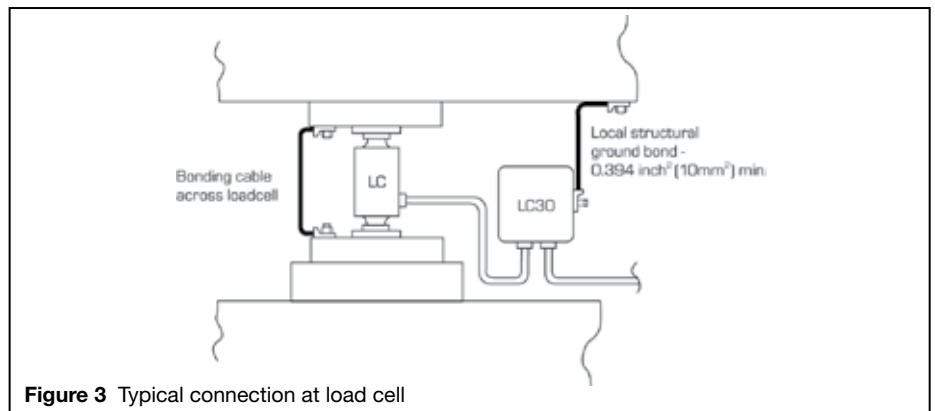 Local structural
ground bond -
0.394 inch² (10mm²) min.
Bonding cable
across loadcell
LC
LC30
Figure 3 Typical connection at load cell